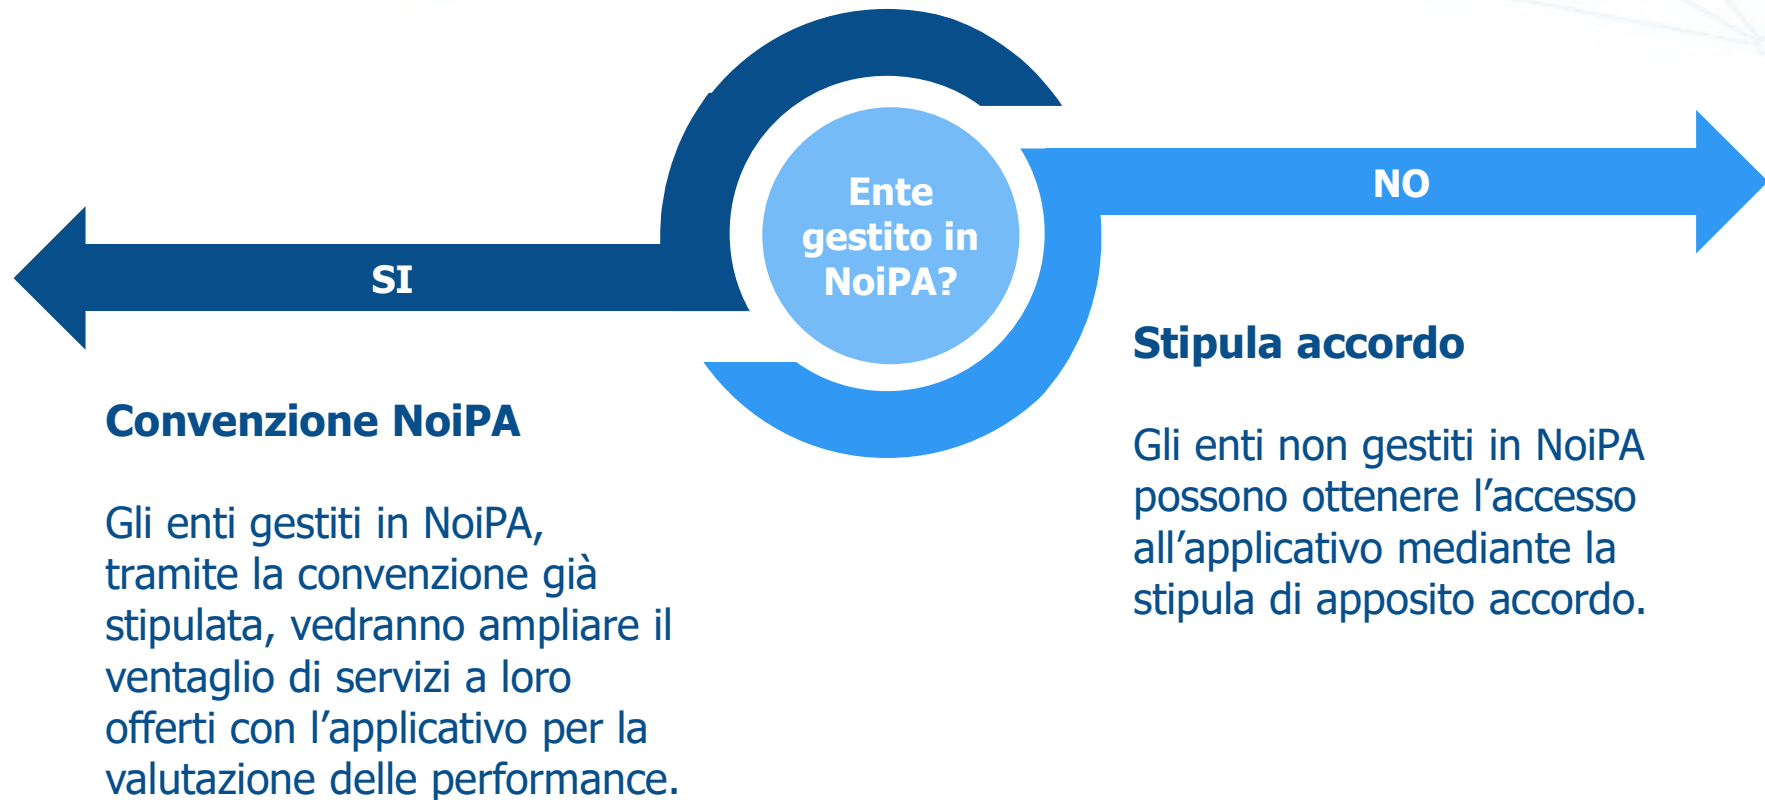 Ente
gestito in
NoiPA?
SI
NO
Convenzione NoiPA
Gli enti gestiti in NoiPA,
tramite la convenzione già
stipulata, vedranno ampliare il
ventaglio di servizi a loro
offerti con l’applicativo per la
valutazione delle performance.
Stipula accordo
Gli enti non gestiti in NoiPA
possono ottenere l’accesso
all’applicativo mediante la
stipula di apposito accordo.